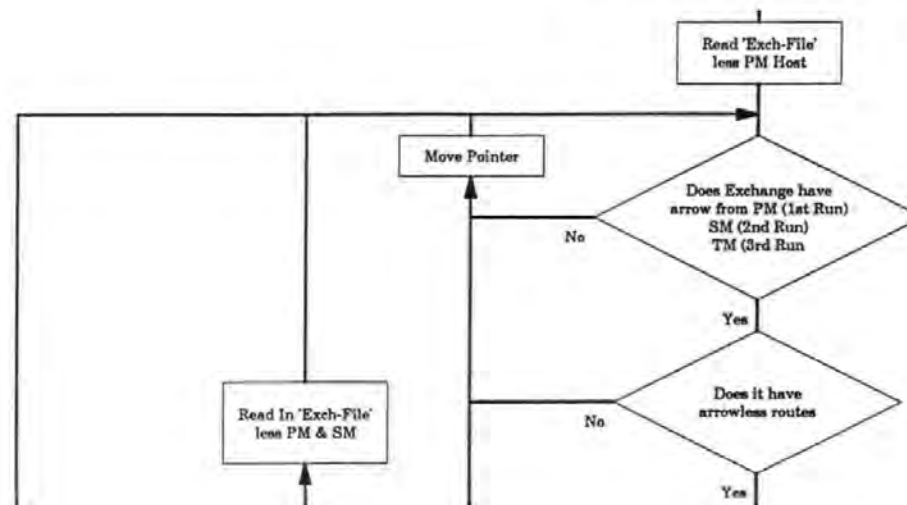 Read 'Exch-File'
less PM Host
Move Pointer
Does Exchange have
arrow from PM (1st Run)
SM (2nd Run)
TM (3rd Run
No
Yes
Read In 'Exch-File'
less PM & SM
Does it have
arrowless routes
No
Yes